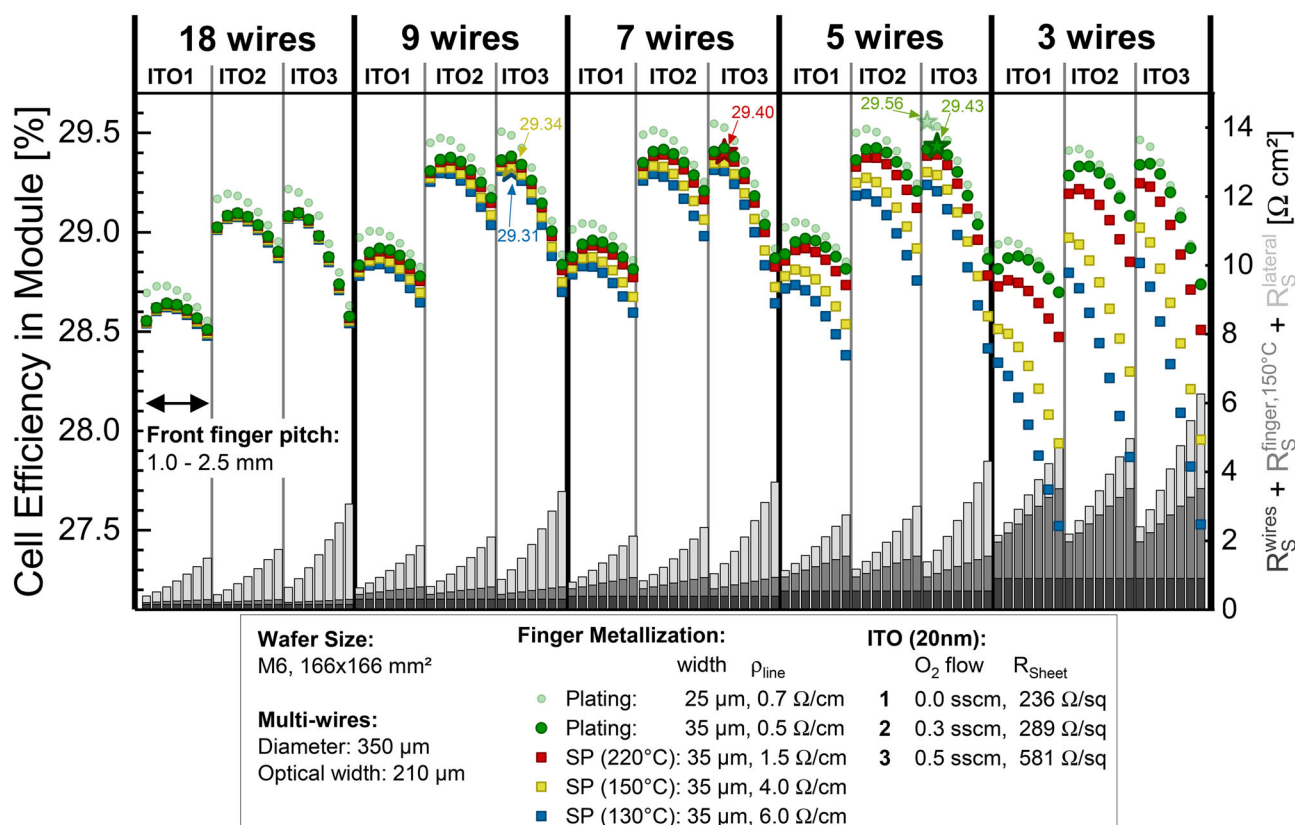 18 wires
9 wires
7 wires
5 wires
3 wires
ITO1 ITO2 ITO3 ITO1 ITO2 ITO3 ITO1 ITO2 ITO3 ITO1 ITO2 ITO3 ITO1 ITO2 ITO3
Cell Efficiency in Module [%]
29.5
29.0
28.5
28.0
27.5
29.34
29.31
29.40
29.56
29.43
Front finger pitch:
1.0 - 2.5 mm
14
12
10
8
6
4
2
0
R_S^wires + R_S^finger,150°C + R_S^lateral [Ω cm²]
Wafer Size:
M6, 166x166 mm²
Multi-wires:
Diameter: 350 µm
Optical width: 210 µm
Finger Metallization:
width ρ_line
Plating: 25 µm, 0.7 Ω/cm
Plating: 35 µm, 0.5 Ω/cm
SP (220°C): 35 µm, 1.5 Ω/cm
SP (150°C): 35 µm, 4.0 Ω/cm
SP (130°C): 35 µm, 6.0 Ω/cm
ITO (20nm):
O₂ flow R_Sheet
1 0.0 sscm, 236 Ω/sq
2 0.3 sscm, 289 Ω/sq
3 0.5 sscm, 581 Ω/sq